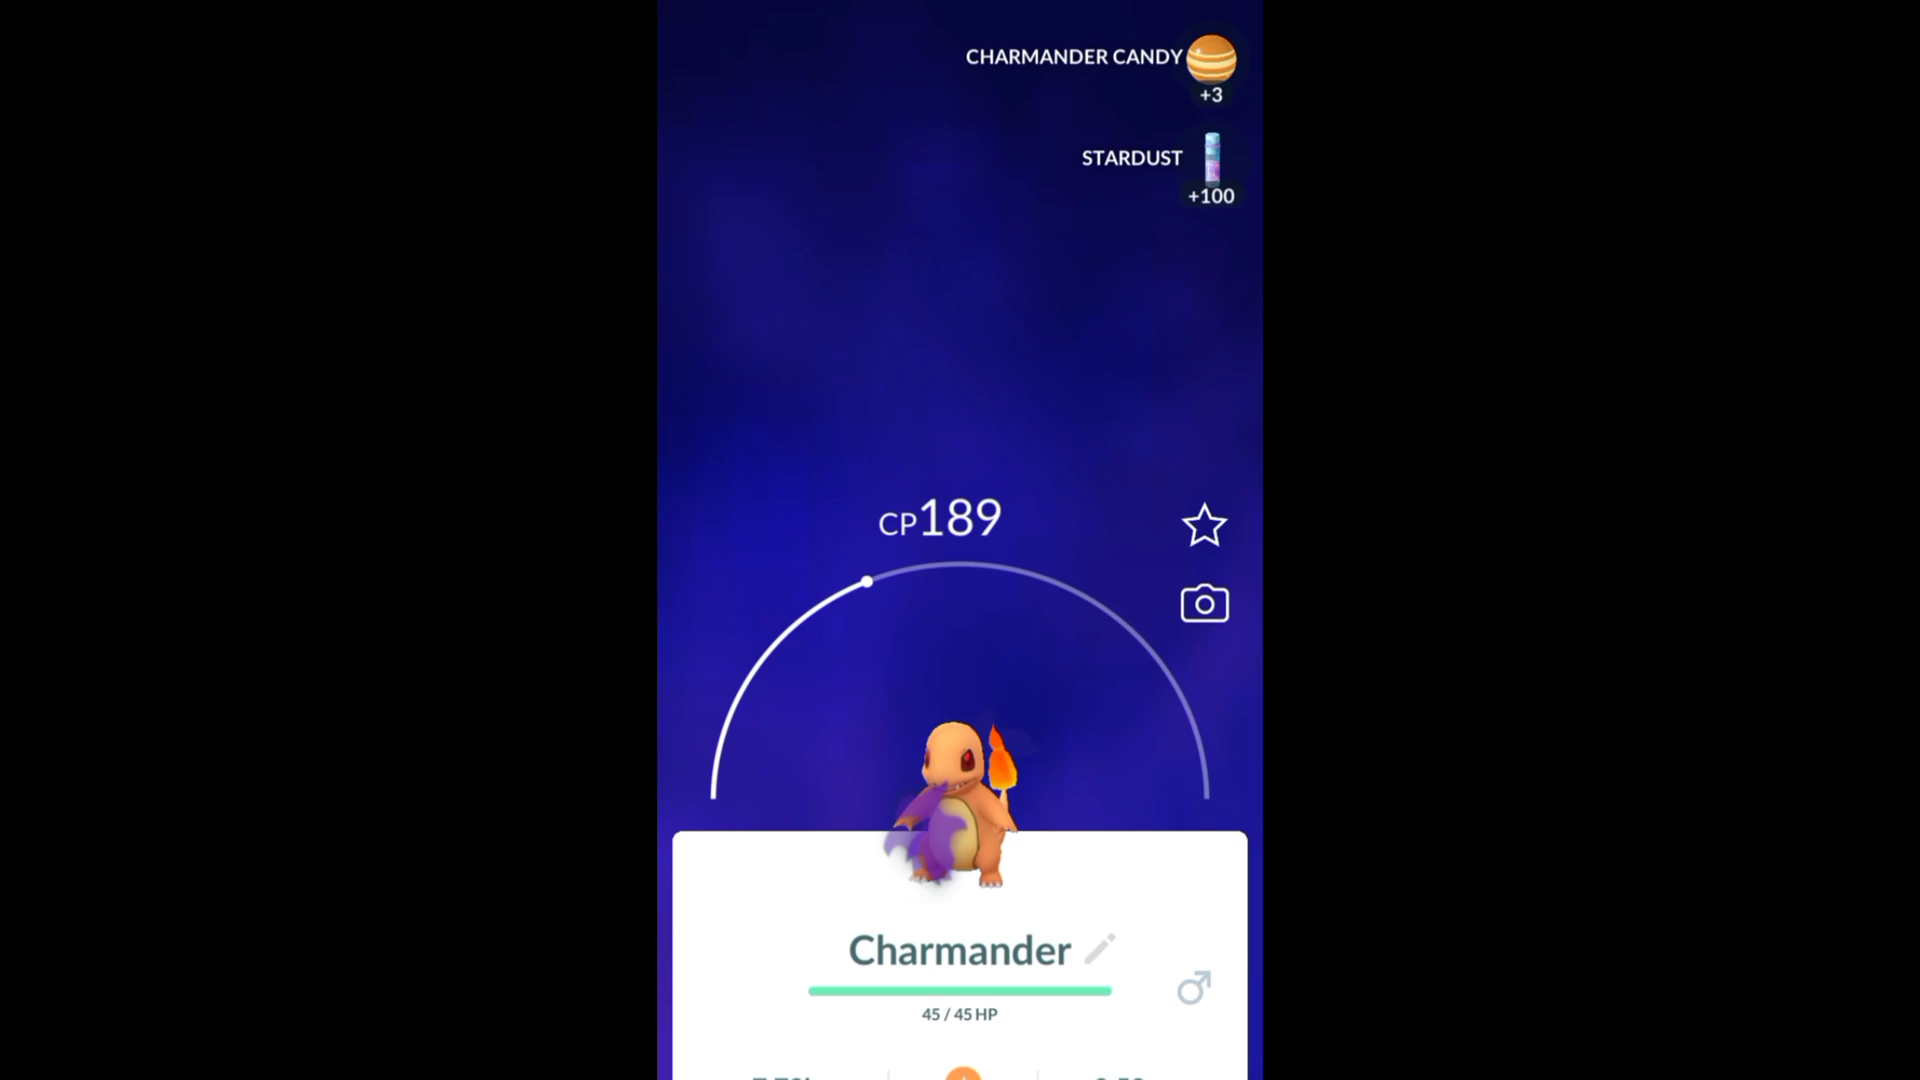 CHARMANDER CANDY
+3
STARDUST
+100
CP189
Charmander
45 / 45 HP